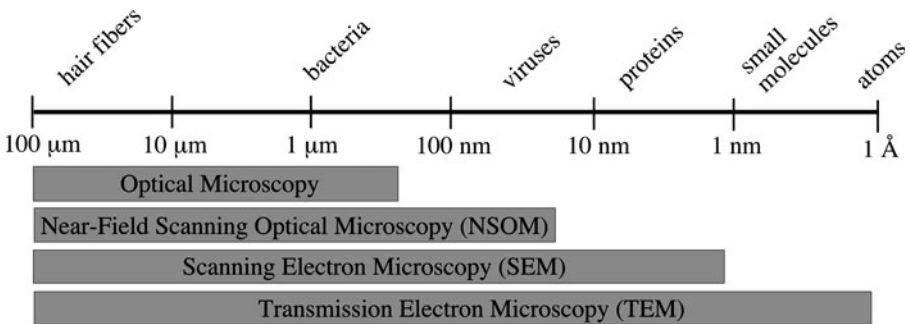 hair fibers
bacteria
viruses
proteins
small
molecules
atoms
100 μm
10 μm
1 μm
100 nm
10 nm
1 nm
1 Å
Optical Microscopy
Near-Field Scanning Optical Microscopy (NSOM)
Scanning Electron Microscopy (SEM)
Transmission Electron Microscopy (TEM)